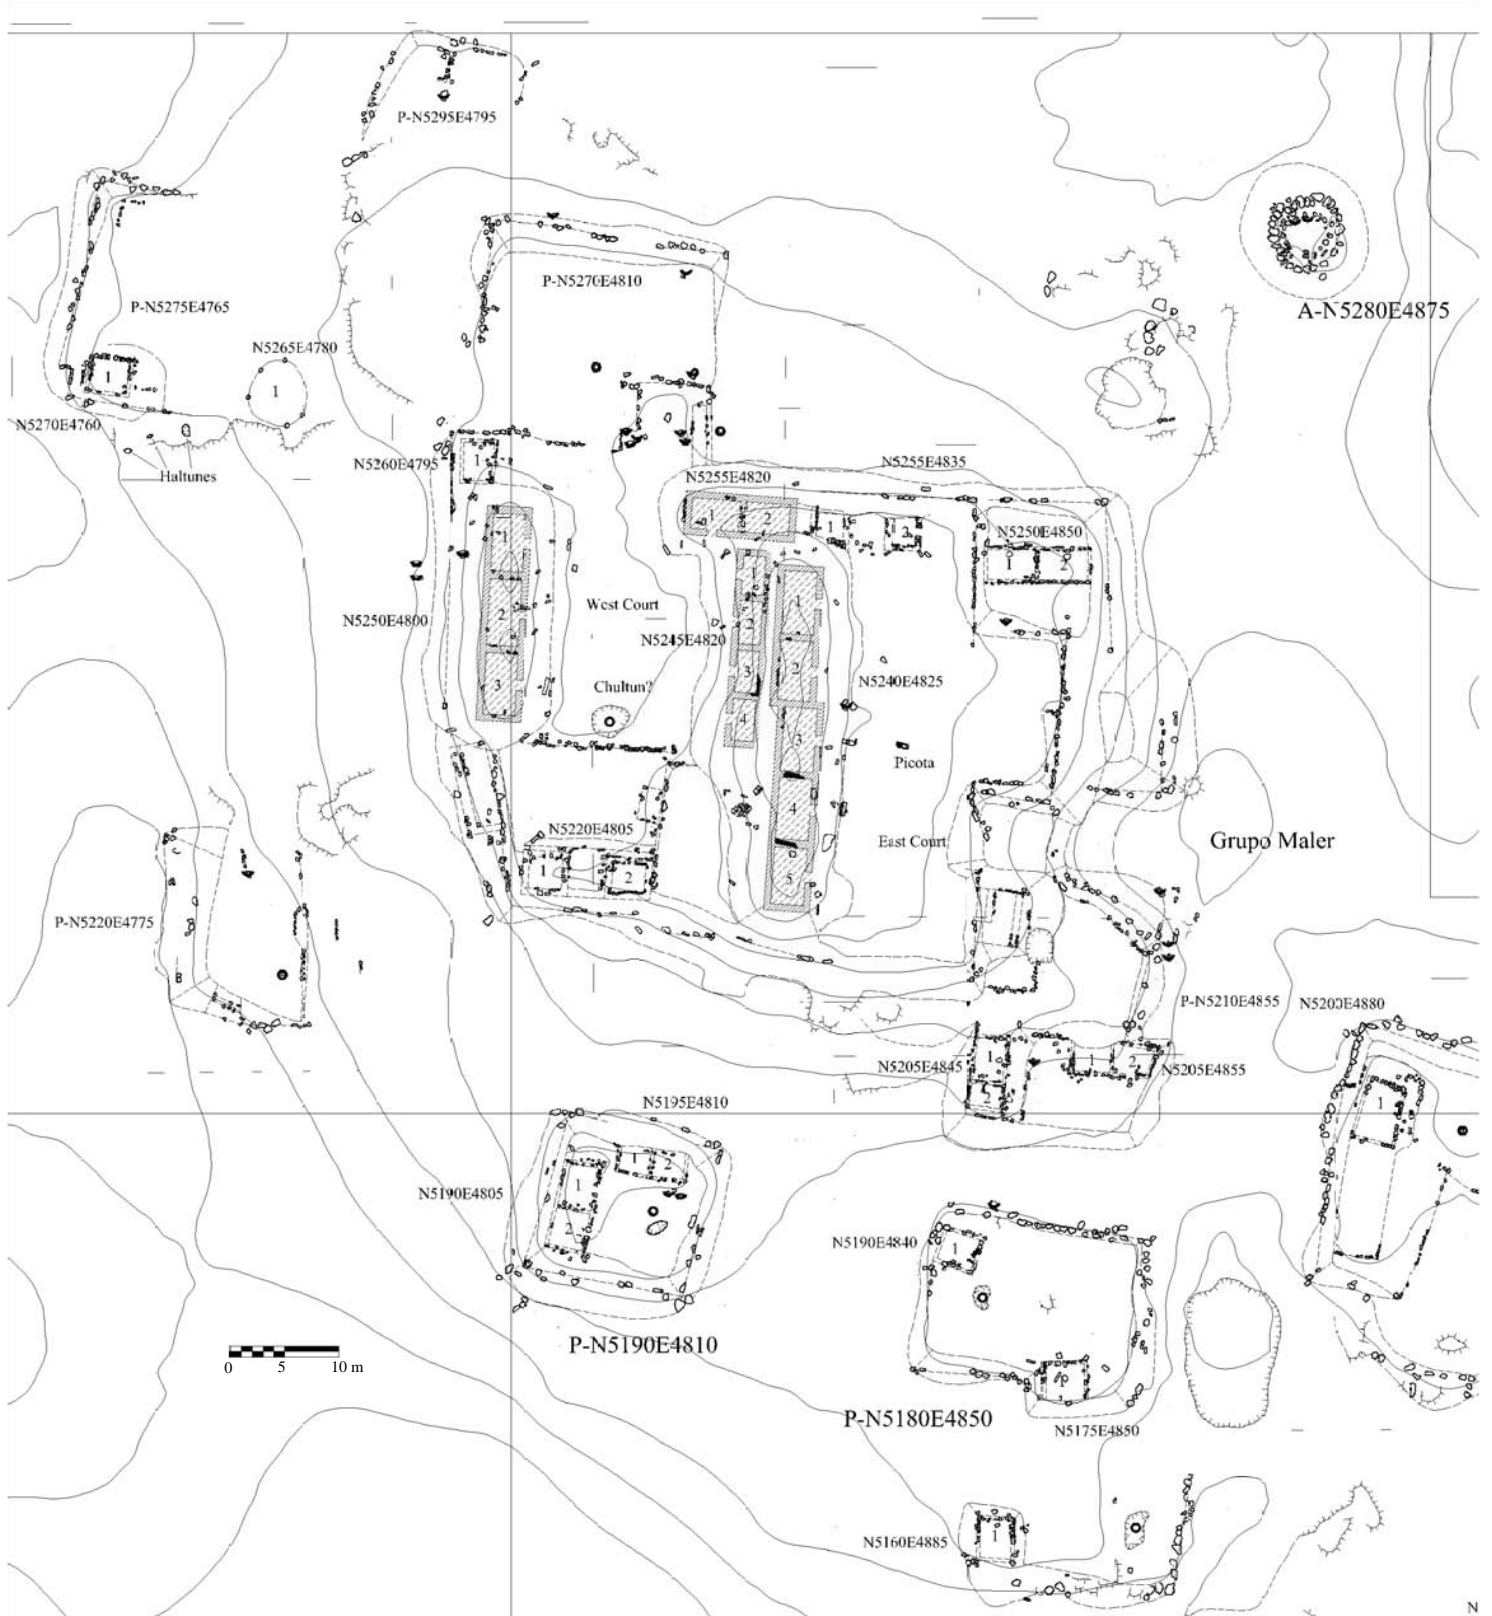 P-N5295E4795
P-N5270E4810
A-N5280E4875
P-N5275E4765
N5265E4780
1
1
N5270E4760
Haltunes
N5260E4795
1
N5255E4835
N5255E4820
1
2
1
3
N5250E4850
1
2
1
2
3
N5250E4800
West Court
N5245E4820
1
2
3
4
1
2
3
4
5
N5240E4825
Chultun?
Picota
East Court
Grupo Maler
N5220E4805
1
2
P-N5220E4775
P-N5210E4855
N5200E4880
1
N5205E4845
1
2
1
2
N5205E4855
N5195E4810
1
2
N5190E4805
1
2
P-N5190E4810
N5190E4840
1
0
5
10 m
P-N5180E4850
1
N5175E4850
N5160E4885
1
N